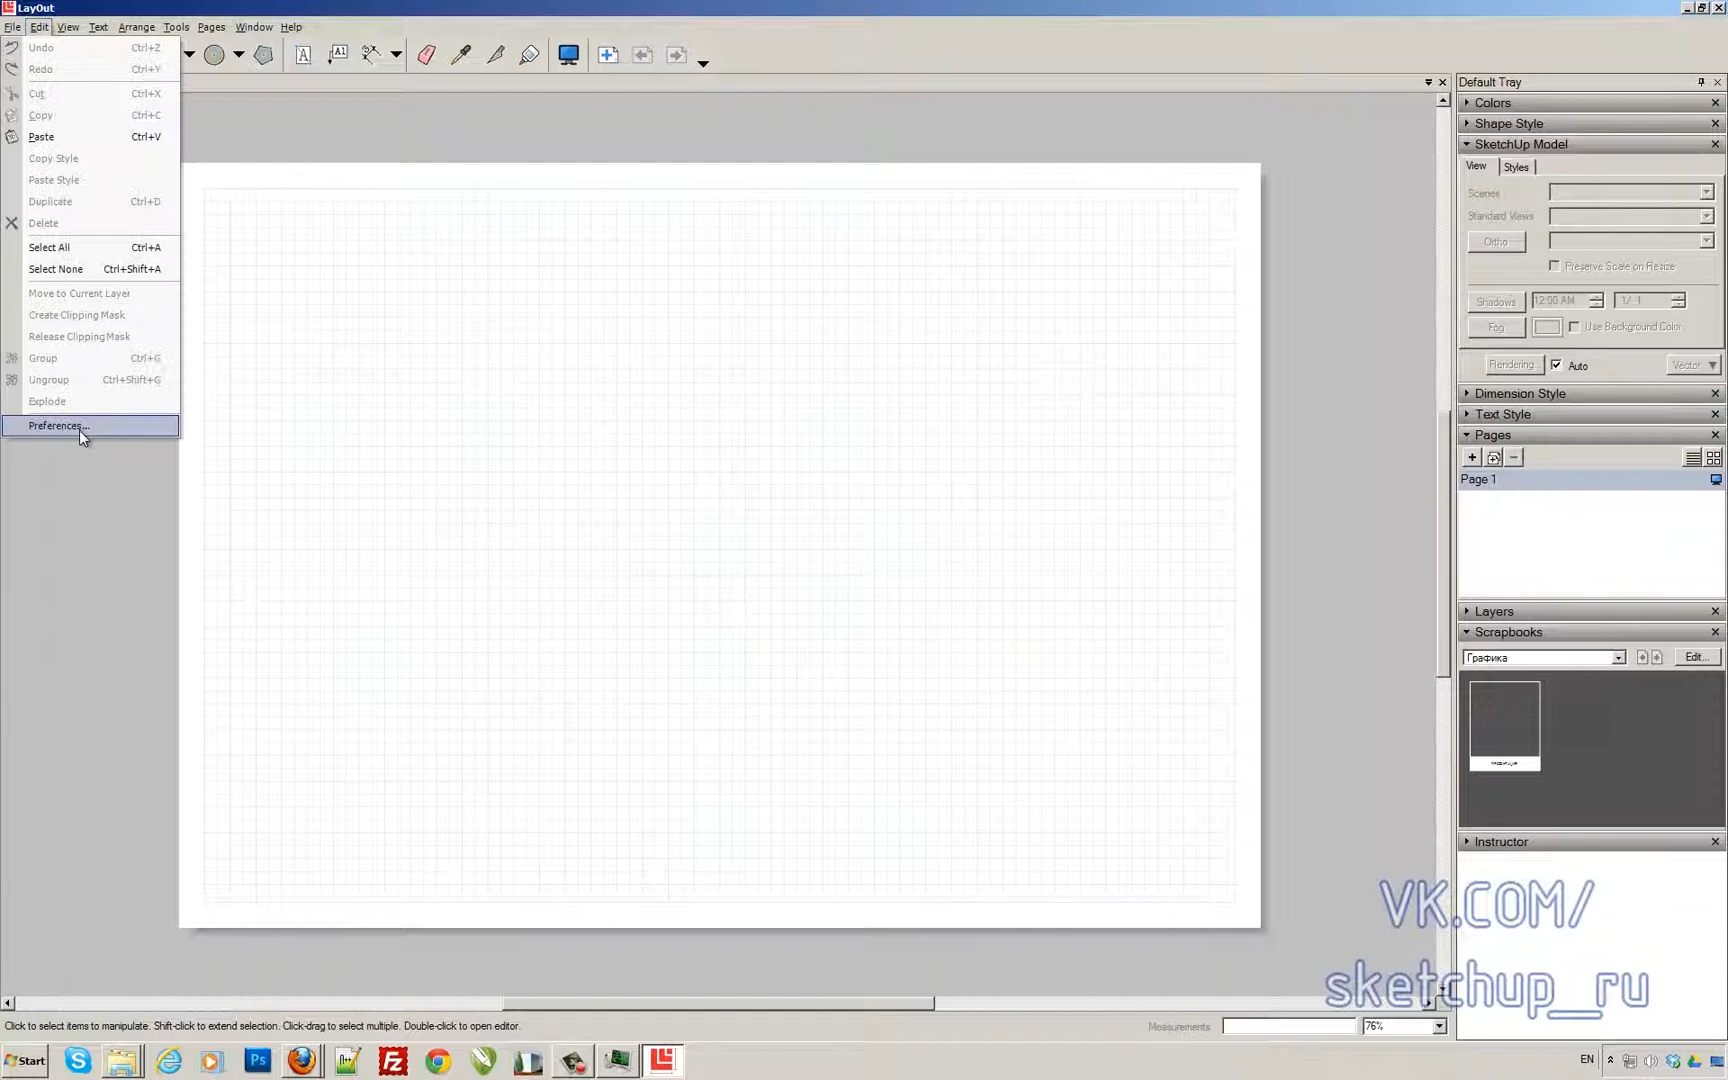 LayOut
File Edit View Text Arrange Tools Pages Window Help
Undo Ctrl+Z
Redo Ctrl+Y
Cut Ctrl+X
Copy Ctrl+C
Paste Ctrl+V
Copy Style
Paste Style
Duplicate Ctrl+D
Delete
Select All Ctrl+A
Select None Ctrl+Shift+A
Move to Current Layer
Create Clipping Mask
Release Clipping Mask
Group Ctrl+G
Ungroup Ctrl+Shift+G
Explode
Preferences...
Default Tray
Colors
Shape Style
SketchUp Model
View Styles
Scenes
Standard Views
Ortho
Preserve Scale on Resize
Shadows 12:00 AM 1/ 1
Fog Use Background Color
Rendering... Auto Vector
Dimension Style
Text Style
Pages
Page 1
Layers
Scrapbooks
Графика Edit...
Instructor
VK.COM/
sketchup_ru
Click to select items to manipulate. Shift-click to extend selection. Click-drag to select multiple. Double-click to open editor.
Measurements 76%
Start EN